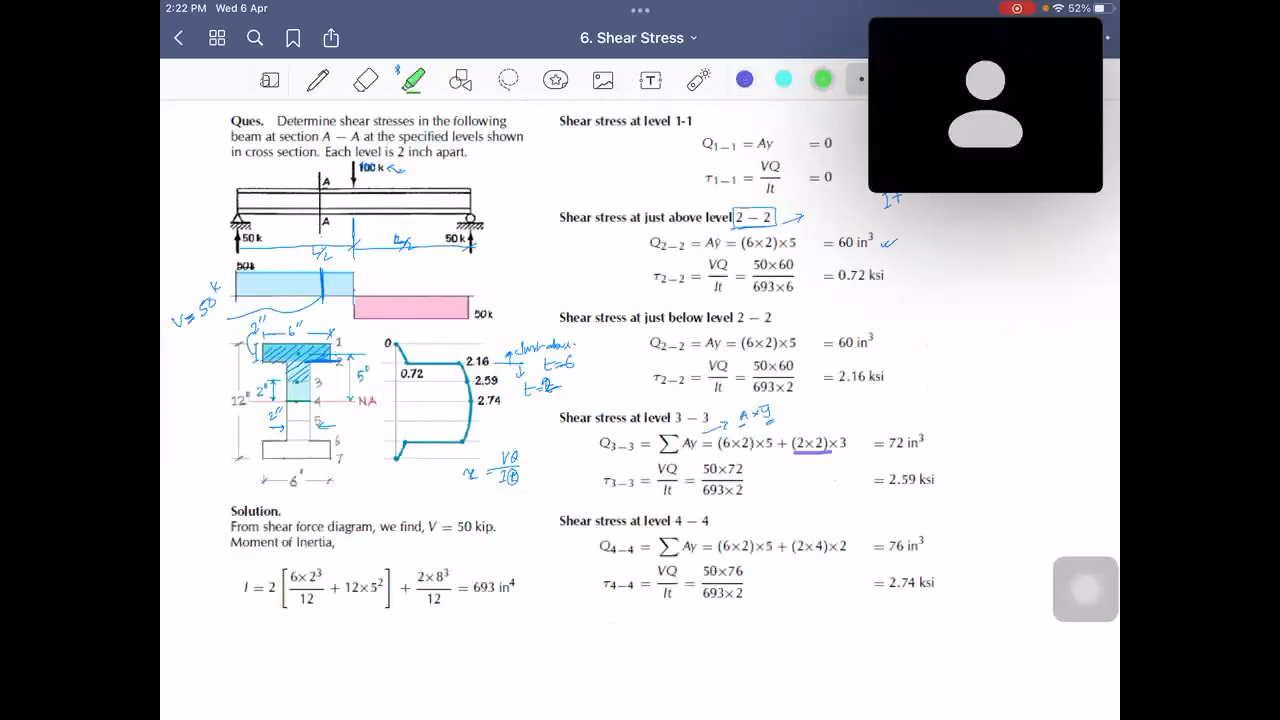 2:22 PM Wed 6 Apr
52%
6. Shear Stress
Ques. Determine shear stresses in the following
beam at section A − A at the specified levels shown
in cross section. Each level is 2 inch apart.
100 k
A
A
50 k
50 k
L/2
L/2
50k
50 k
V = 50 k
2"
6"
1
2
3
4
5
6
7
5"
2"
12"
NA
2"
6"
0
0.72
2.16
2.59
2.74
Just above
t=6
t=2
τ = VQ/It
Solution.
From shear force diagram, we find, V = 50 kip.
Moment of Inertia,
I = 2 [6×2³/12 + 12×5²] + 2×8³/12 = 693 in⁴
Shear stress at level 1-1
Q₁₋₁ = Ay = 0
τ₁₋₁ = VQ/It = 0
It
Shear stress at just above level 2 − 2
Q₂₋₂ = Aȳ = (6×2)×5 = 60 in³
τ₂₋₂ = VQ/It = 50×60/693×6 = 0.72 ksi
Shear stress at just below level 2 − 2
Q₂₋₂ = Ay = (6×2)×5 = 60 in³
τ₂₋₂ = VQ/It = 50×60/693×2 = 2.16 ksi
Shear stress at level 3 − 3
A × ȳ
Q₃₋₃ = ∑ Ay = (6×2)×5 + (2×2)×3 = 72 in³
τ₃₋₃ = VQ/It = 50×72/693×2 = 2.59 ksi
Shear stress at level 4 − 4
Q₄₋₄ = ∑ Ay = (6×2)×5 + (2×4)×2 = 76 in³
τ₄₋₄ = VQ/It = 50×76/693×2 = 2.74 ksi